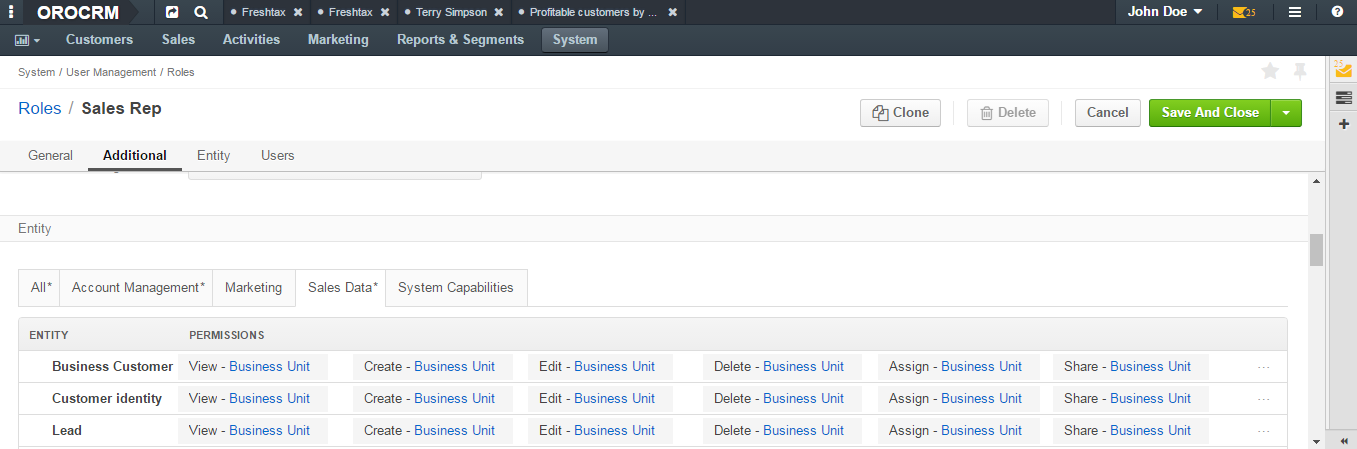 OROCRM Freshtax Freshtax Terry Simpson Profitable customers by ... John Doe 25
Customers Sales Activities Marketing Reports & Segments System
System / User Management / Roles 25
Roles / Sales Rep Clone Delete Cancel Save And Close
General Additional Entity Users
Entity
All* Account Management* Marketing Sales Data* System Capabilities
ENTITY PERMISSIONS
Business Customer View - Business Unit Create - Business Unit Edit - Business Unit Delete - Business Unit Assign - Business Unit Share - Business Unit ...
Customer identity View - Business Unit Create - Business Unit Edit - Business Unit Delete - Business Unit Assign - Business Unit Share - Business Unit ...
Lead View - Business Unit Create - Business Unit Edit - Business Unit Delete - Business Unit Assign - Business Unit Share - Business Unit ...